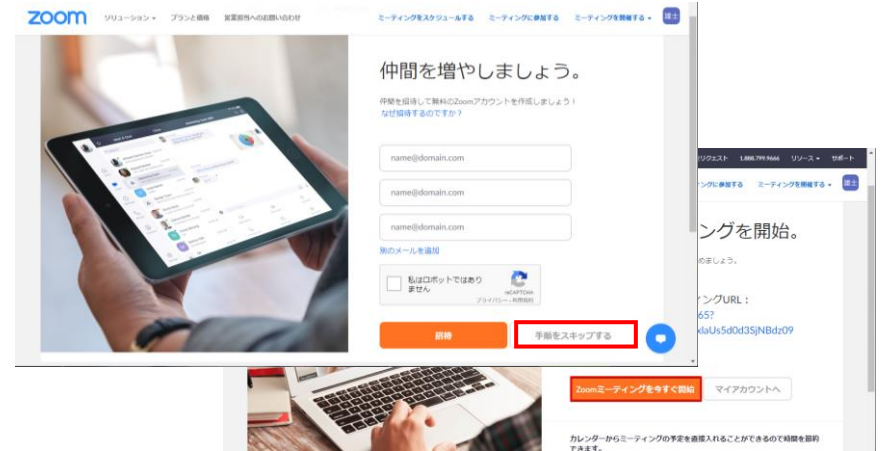 zoom
ソリューション
プランと価格
営業担当へのお問い合わせ
ミーティングをスケジュールする
ミーティングに参加する
ミーティングを開催する
仲間を増やしましょう。
仲間を招待して無料のZoomアカウントを作成しましょう！
なぜ招待するのですか？
name@domain.com
name@domain.com
name@domain.com
別のメールを追加
私はロボットではあり
ません
reCAPTCHA
プライバシー - 利用規約
招待
手順をスキップする
リクエスト
1.888.799.9666
リソース
サポート
ングに参加する
ミーティングを開催する
ングを開始。
めましょう。
ングURL：
65?
laUs5d0d3SjNBdz09
Zoomミーティングを今すぐ開始
マイアカウントへ
カレンダーからミーティングの予定を直接入れることができるので時間を節約
できます。